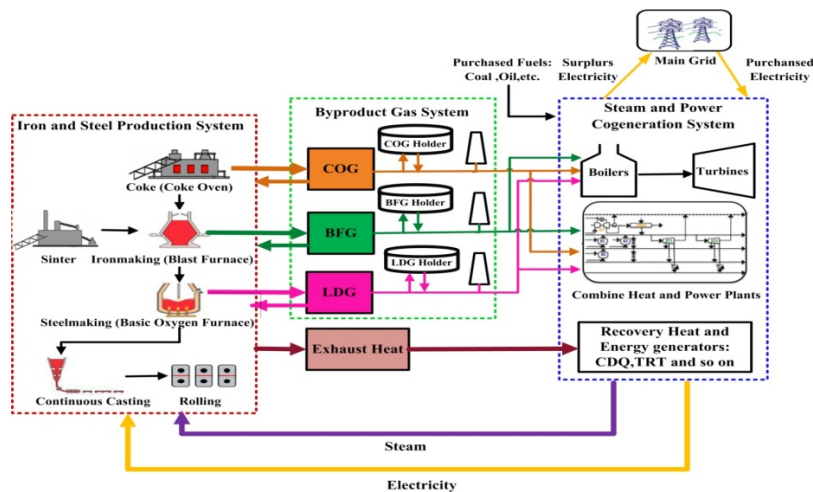 Main Grid
Purchased Fuels:
Coal ,Oil,etc.
Surplurs
Electricity
Purchansed
Electricity
Iron and Steel Production System
Byproduct Gas System
Steam and Power
Cogeneration System
Coke (Coke Oven)
COG
COG Holder
Boilers
Turbines
Sinter
Ironmaking (Blast Furnace)
BFG
BFG Holder
LDG
LDG Holder
Combine Heat and Power Plants
Steelmaking (Basic Oxygen Furnace)
Exhaust Heat
Recovery Heat and
Energy generators:
CDQ,TRT and so on
Continuous Casting
Rolling
Steam
Electricity